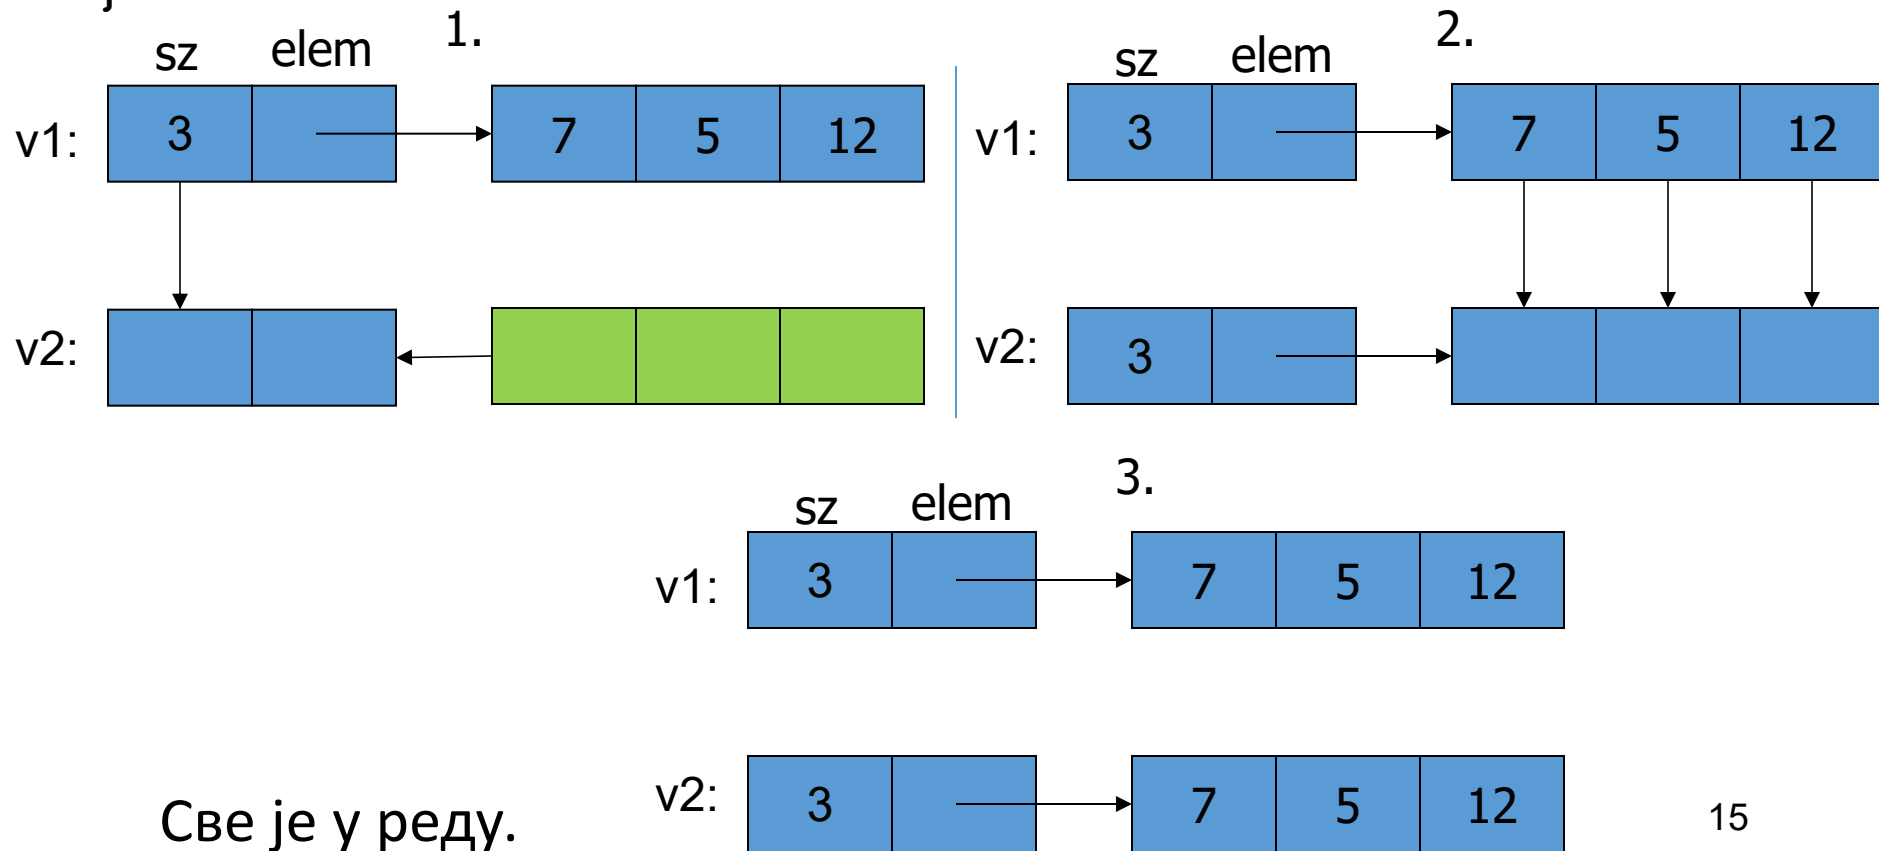 j
1.
sz elem
v1: 3 7 5 12
v2:
2.
sz elem
v1: 3 7 5 12
v2: 3
3.
sz elem
v1: 3 7 5 12
v2: 3 7 5 12
Све је у реду.
15